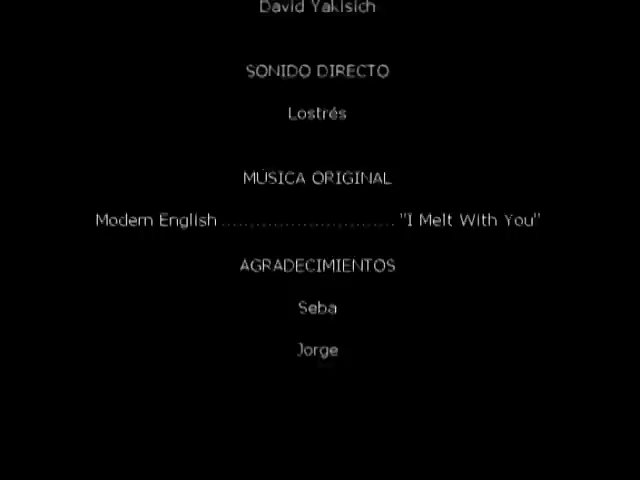 David Yakisich
SONIDO DIRECTO
Lostrés
MÚSICA ORIGINAL
Modern English ............................. "I Melt With You"
AGRADECIMIENTOS
Seba
Jorge